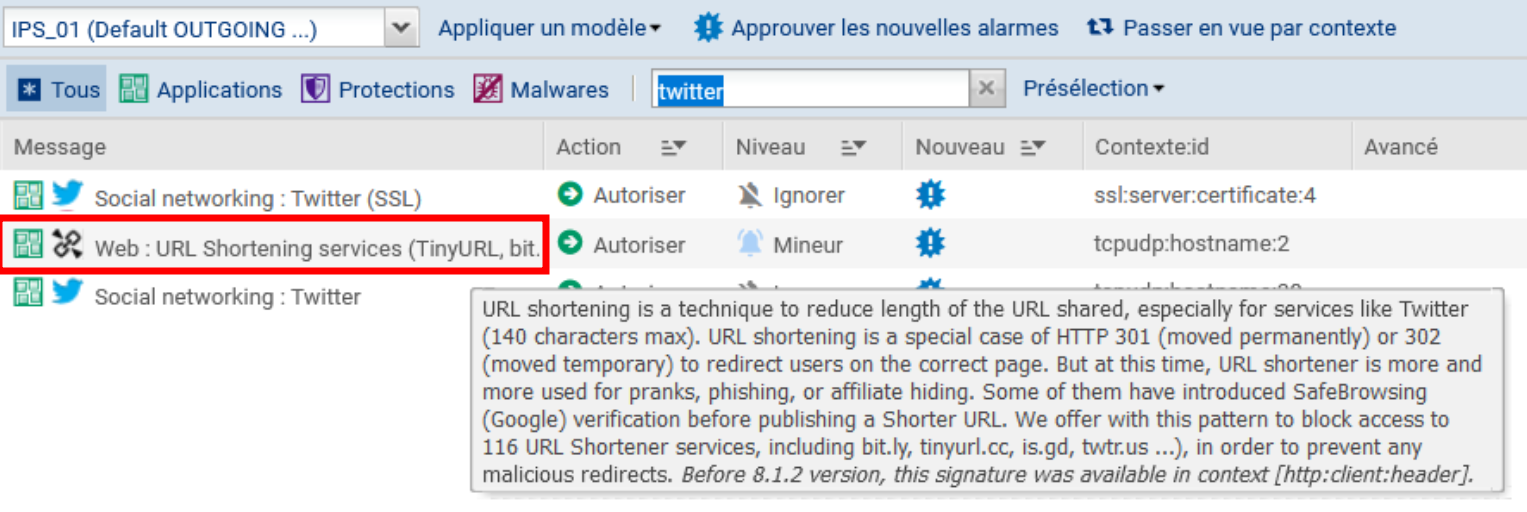 IPS_01 (Default OUTGOING ...) Appliquer un modèle Approuver les nouvelles alarmes Passer en vue par contexte
Tous Applications Protections Malwares twitter Présélection
Message Action Niveau Nouveau Contexte:id Avancé
Social networking : Twitter (SSL) Autoriser Ignorer ssl:server:certificate:4
Web : URL Shortening services (TinyURL, bit. Autoriser Mineur tcpudp:hostname:2
Social networking : Twitter
URL shortening is a technique to reduce length of the URL shared, especially for services like Twitter
(140 characters max). URL shortening is a special case of HTTP 301 (moved permanently) or 302
(moved temporary) to redirect users on the correct page. But at this time, URL shortener is more and
more used for pranks, phishing, or affiliate hiding. Some of them have introduced SafeBrowsing
(Google) verification before publishing a Shorter URL. We offer with this pattern to block access to
116 URL Shortener services, including bit.ly, tinyurl.cc, is.gd, twtr.us ...), in order to prevent any
malicious redirects. Before 8.1.2 version, this signature was available in context [http:client:header].